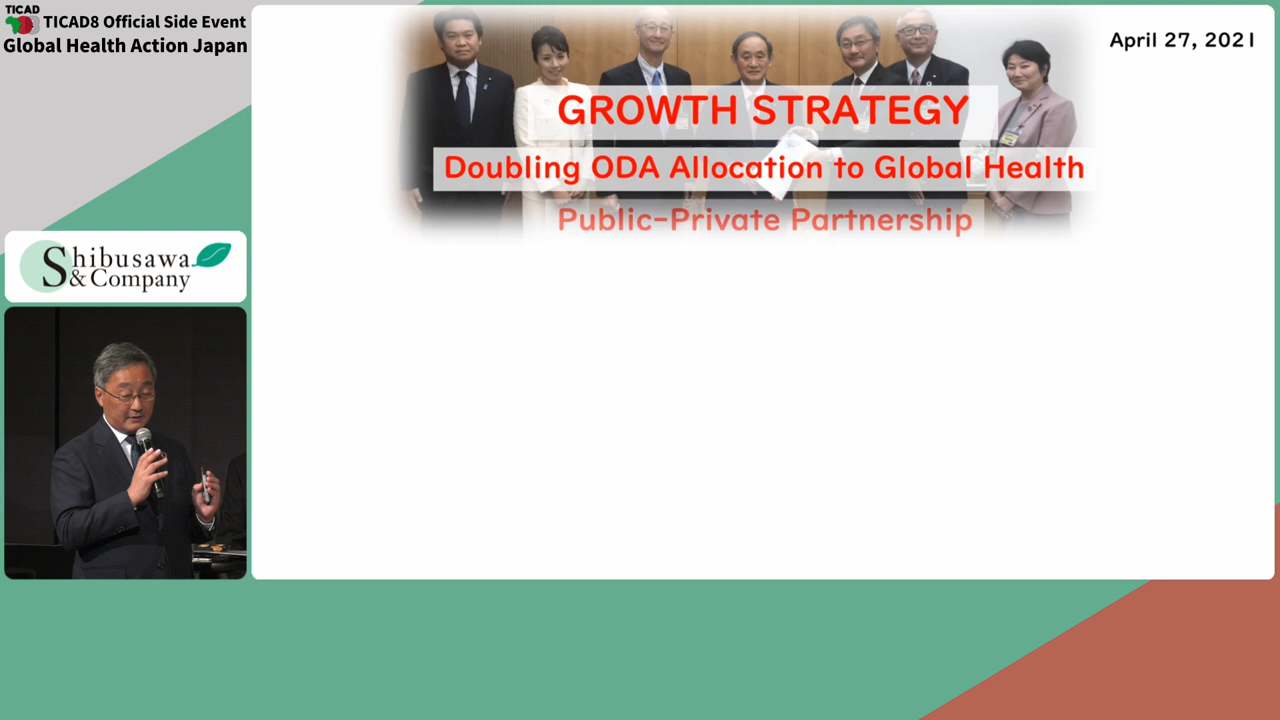 TICAD
TICAD8 Official Side Event
Global Health Action Japan
Shibusawa
& Company
April 27, 2021
GROWTH STRATEGY
Doubling ODA Allocation to Global Health
Public-Private Partnership